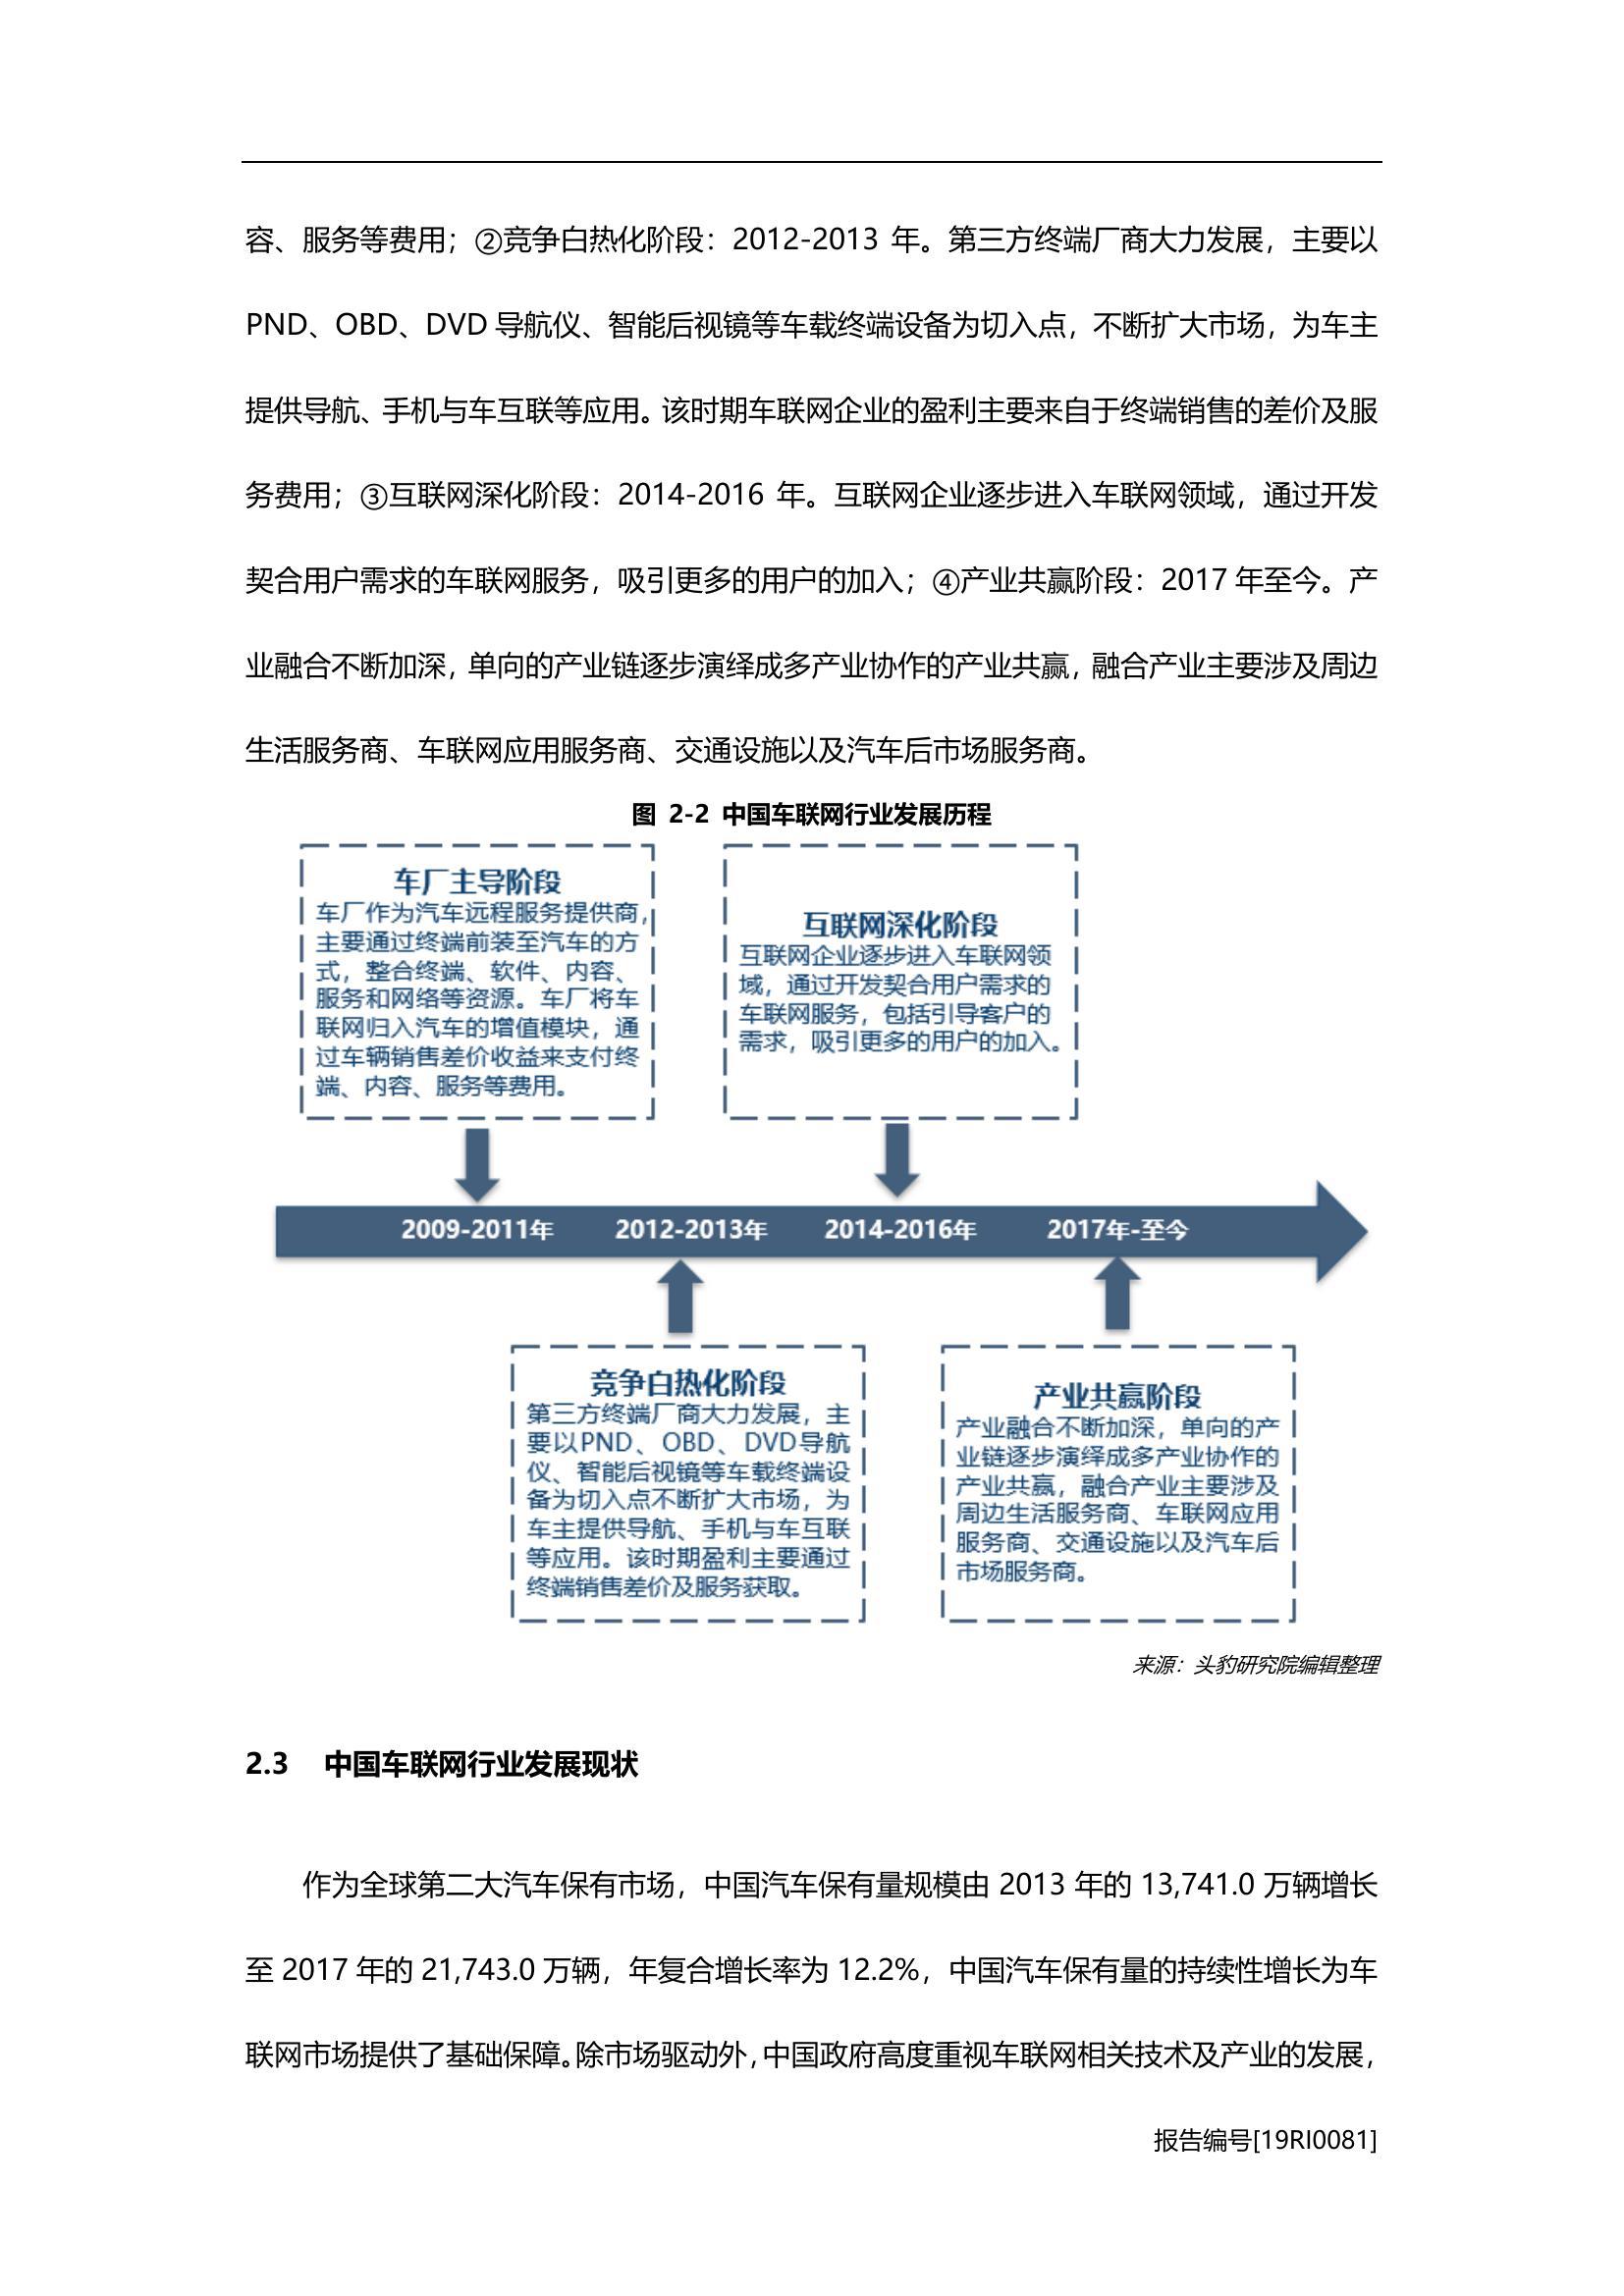 容、服务等费用；②竞争白热化阶段：2012-2013 年。第三方终端厂商大力发展，主要以
PND、OBD、DVD 导航仪、智能后视镜等车载终端设备为切入点，不断扩大市场，为车主
提供导航、手机与车互联等应用。该时期车联网企业的盈利主要来自于终端销售的差价及服
务费用；③互联网深化阶段：2014-2016 年。互联网企业逐步进入车联网领域，通过开发
契合用户需求的车联网服务，吸引更多的用户的加入；④产业共赢阶段：2017 年至今。产
业融合不断加深，单向的产业链逐步演绎成多产业协作的产业共赢，融合产业主要涉及周边
生活服务商、车联网应用服务商、交通设施以及汽车后市场服务商。
图 2-2 中国车联网行业发展历程
车厂主导阶段
车厂作为汽车远程服务提供商，
主要通过终端前装至汽车的方
式，整合终端、软件、内容、
服务和网络等资源。车厂将车
联网归入汽车的增值模块，通
过车辆销售差价收益来支付终
端、内容、服务等费用。
互联网深化阶段
互联网企业逐步进入车联网领
域，通过开发契合用户需求的
车联网服务，包括引导客户的
需求，吸引更多的用户的加入。
2009-2011年
2012-2013年
2014-2016年
2017年-至今
竞争白热化阶段
第三方终端厂商大力发展，主
要以PND、OBD、DVD导航
仪、智能后视镜等车载终端设
备为切入点不断扩大市场，为
车主提供导航、手机与车互联
等应用。该时期盈利主要通过
终端销售差价及服务获取。
产业共赢阶段
产业融合不断加深，单向的产
业链逐步演绎成多产业协作的
产业共赢，融合产业主要涉及
周边生活服务商、车联网应用
服务商、交通设施以及汽车后
市场服务商。
来源：头豹研究院编辑整理
2.3 中国车联网行业发展现状
作为全球第二大汽车保有市场，中国汽车保有量规模由 2013 年的 13,741.0 万辆增长
至 2017 年的 21,743.0 万辆，年复合增长率为 12.2%，中国汽车保有量的持续性增长为车
联网市场提供了基础保障。除市场驱动外，中国政府高度重视车联网相关技术及产业的发展，
报告编号[19RI0081]